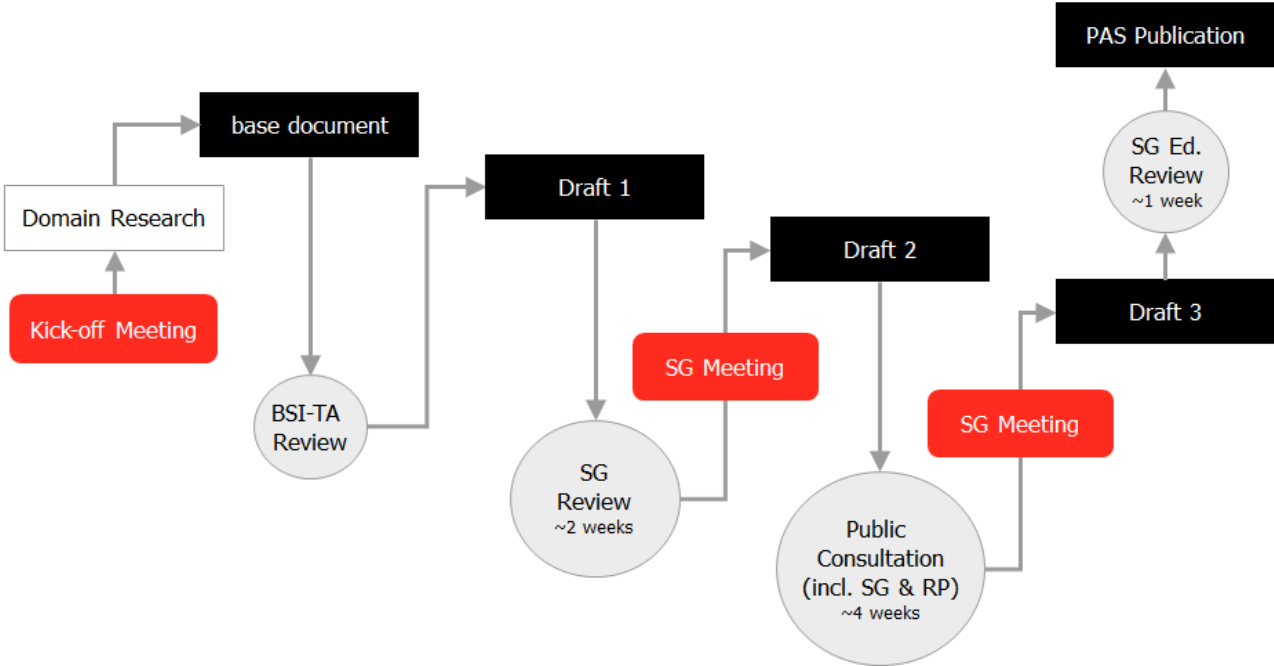 Kick-off Meeting
Domain Research
base document
BSI-TA
Review
Draft 1
SG
Review
~2 weeks
SG Meeting
Draft 2
Public
Consultation
(incl. SG & RP)
~4 weeks
SG Meeting
Draft 3
SG Ed.
Review
~1 week
PAS Publication